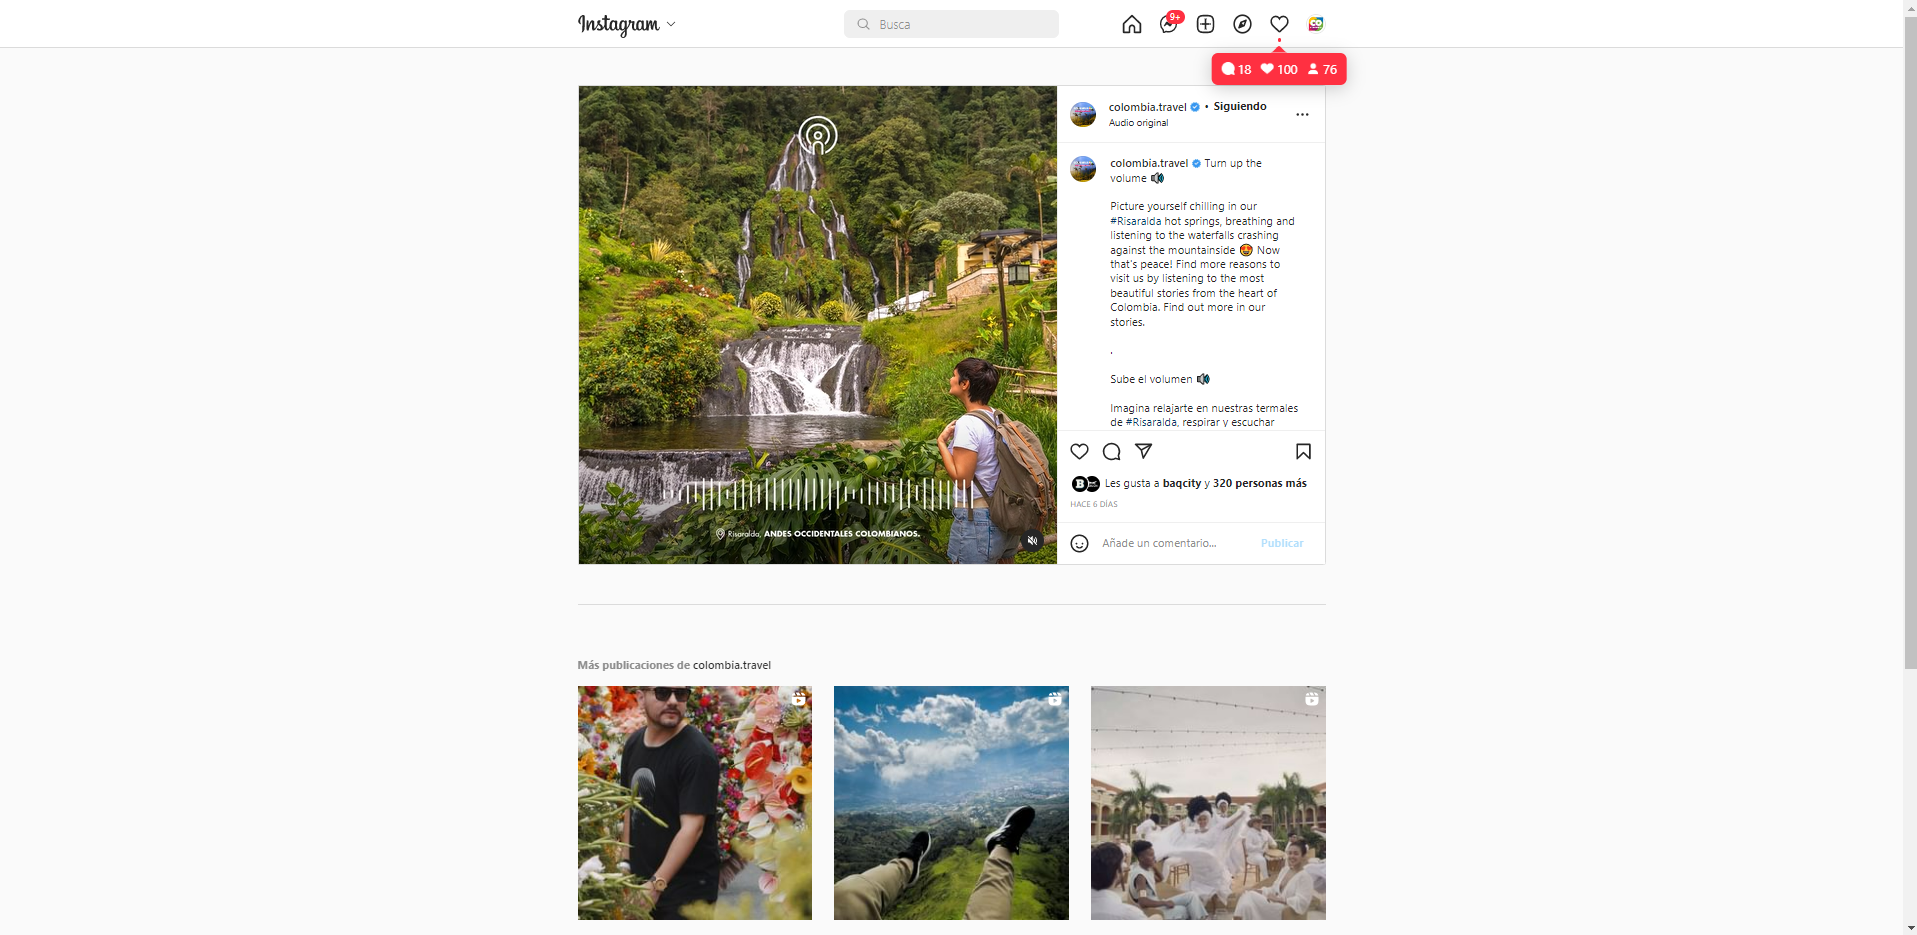 Instagram
Busca
9+
18 100 76
colombia.travel • Siguiendo
Audio original
colombia.travel Turn up the
volume 🔊
Picture yourself chilling in our
#Risaralda hot springs, breathing and
listening to the waterfalls crashing
against the mountainside 😍 Now
that's peace! Find more reasons to
visit us by listening to the most
beautiful stories from the heart of
Colombia. Find out more in our
stories.
.
Sube el volumen 🔊
Imagina relajarte en nuestras termales
de #Risaralda, respirar y escuchar
Les gusta a baqcity y 320 personas más
HACE 6 DÍAS
Añade un comentario... Publicar
Risaralda, ANDES OCCIDENTALES COLOMBIANOS.
Más publicaciones de colombia.travel